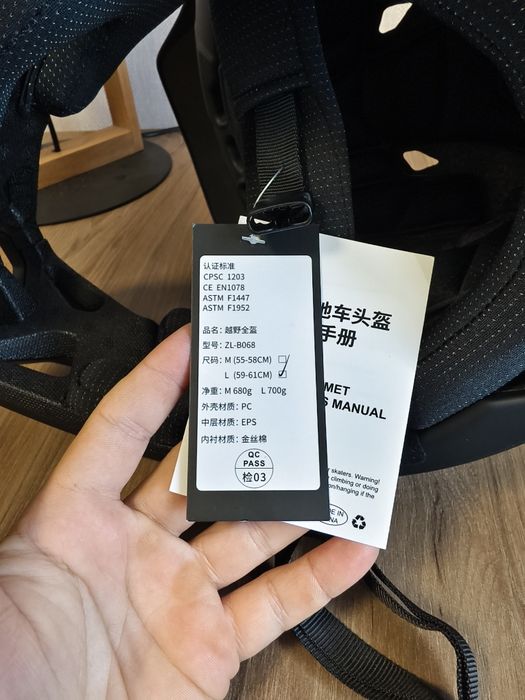 认证标准
CPSC 1203
CE EN1078
ASTM F1447
ASTM F1952
品名：越野全盔
型号：ZL-B068
尺码：M (55-58CM)
L (59-61CM)
净重：M 680g L 700g
外壳材质：PC
中层材质：EPS
内衬材质：金丝棉
QC
PASS
检03
车头盔
手册
MANUAL
skaters. Warning!
climbing or doing
hanging if the